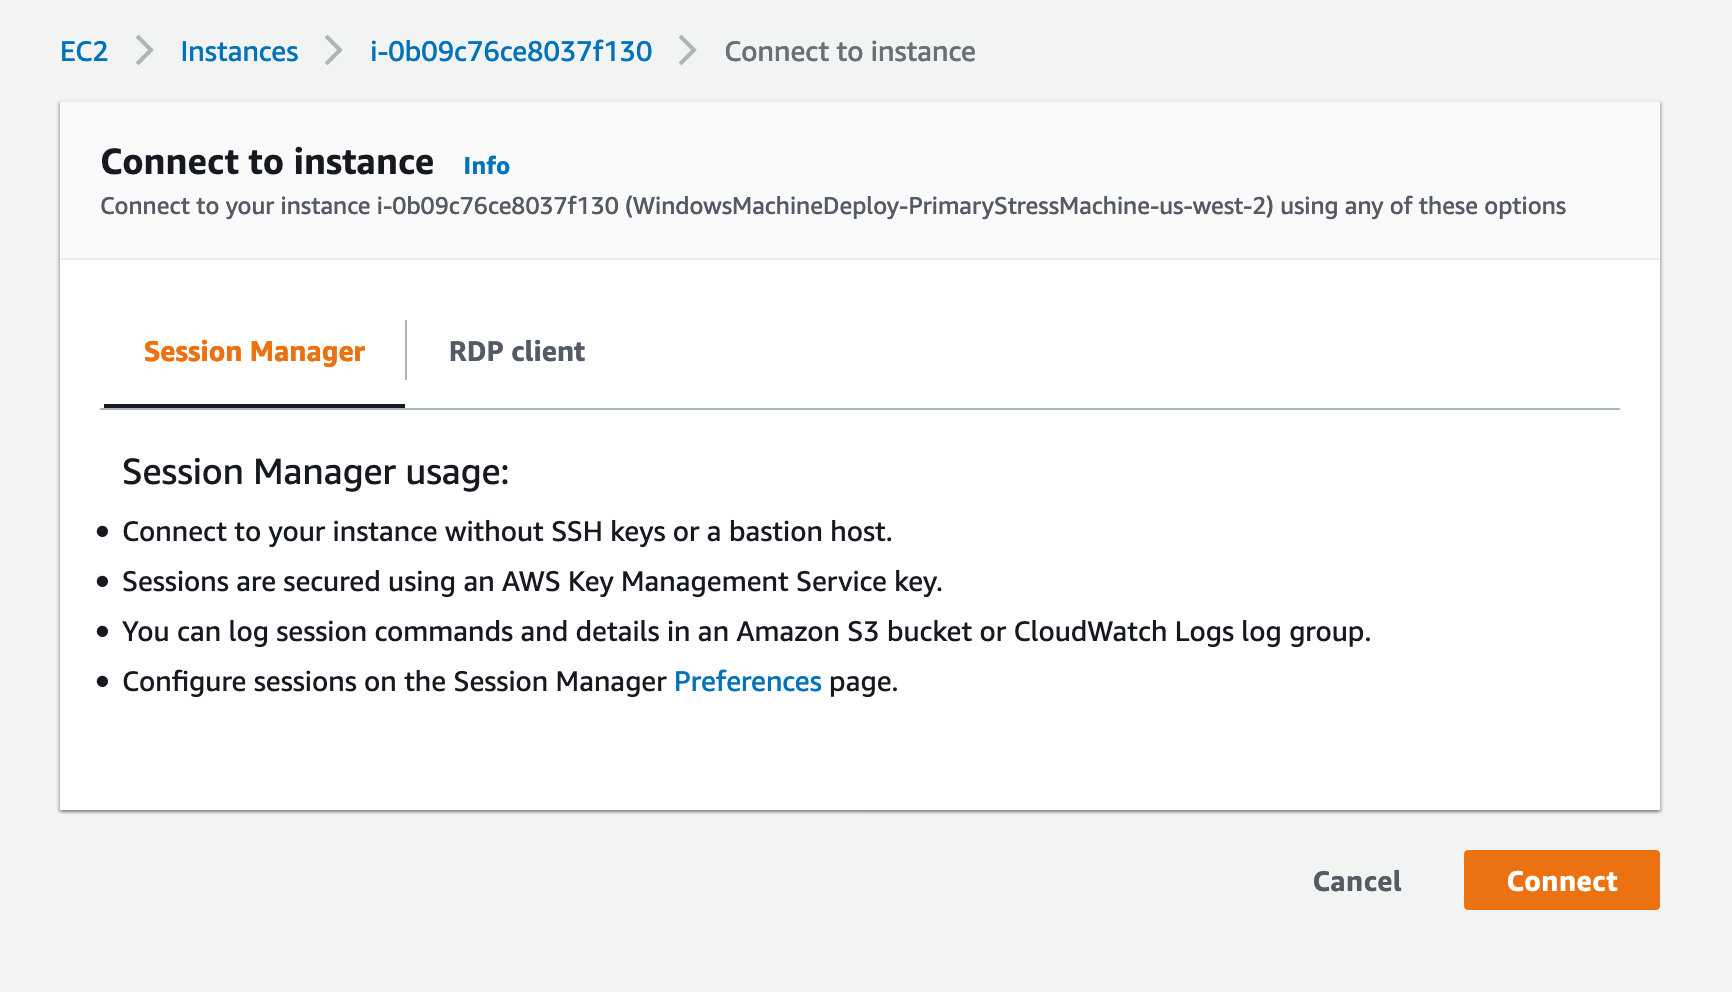 EC2 > Instances > i-0b09c76ce8037f130 > Connect to instance
Connect to instance Info
Connect to your instance i-0b09c76ce8037f130 (WindowsMachineDeploy-PrimaryStressMachine-us-west-2) using any of these options
Session Manager RDP client
Session Manager usage:
• Connect to your instance without SSH keys or a bastion host.
• Sessions are secured using an AWS Key Management Service key.
• You can log session commands and details in an Amazon S3 bucket or CloudWatch Logs log group.
• Configure sessions on the Session Manager Preferences page.
Cancel Connect